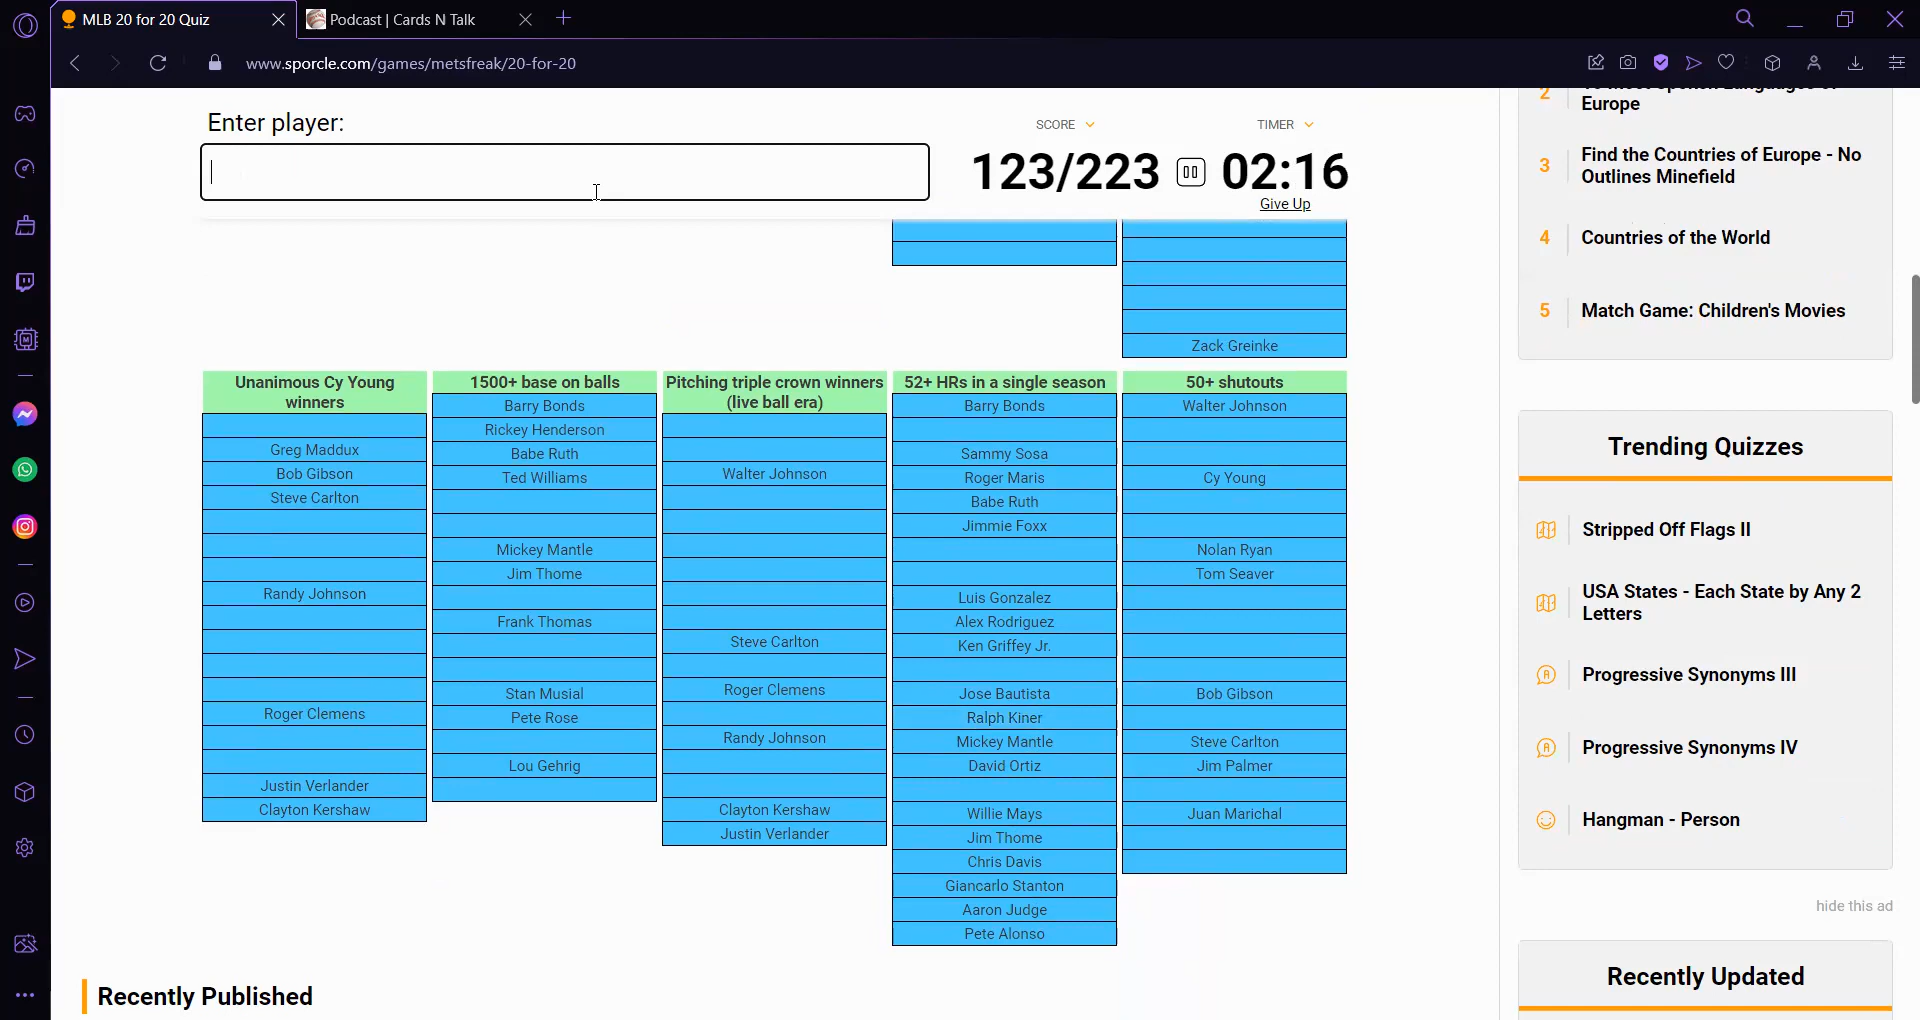 MLB 20 for 20 Quiz
Podcast | Cards N Talk
www.sporcle.com/games/metsfreak/20-for-20
Enter player:
SCORE
TIMER
123/223
02:16
Give Up
Zack Greinke
Unanimous Cy Young
winners
Greg Maddux
Bob Gibson
Steve Carlton
Randy Johnson
Roger Clemens
Justin Verlander
Clayton Kershaw
1500+ base on balls
Barry Bonds
Rickey Henderson
Babe Ruth
Ted Williams
Mickey Mantle
Jim Thome
Frank Thomas
Stan Musial
Pete Rose
Lou Gehrig
Pitching triple crown winners
(live ball era)
Walter Johnson
Steve Carlton
Roger Clemens
Randy Johnson
Clayton Kershaw
Justin Verlander
52+ HRs in a single season
Barry Bonds
Sammy Sosa
Roger Maris
Babe Ruth
Jimmie Foxx
Luis Gonzalez
Alex Rodriguez
Ken Griffey Jr.
Jose Bautista
Ralph Kiner
Mickey Mantle
David Ortiz
Willie Mays
Jim Thome
Chris Davis
Giancarlo Stanton
Aaron Judge
Pete Alonso
50+ shutouts
Walter Johnson
Cy Young
Nolan Ryan
Tom Seaver
Bob Gibson
Steve Carlton
Jim Palmer
Juan Marichal
Recently Published
2
Europe
3
Find the Countries of Europe - No
Outlines Minefield
4
Countries of the World
5
Match Game: Children's Movies
Trending Quizzes
Stripped Off Flags II
USA States - Each State by Any 2
Letters
Progressive Synonyms III
Progressive Synonyms IV
Hangman - Person
hide this ad
Recently Updated